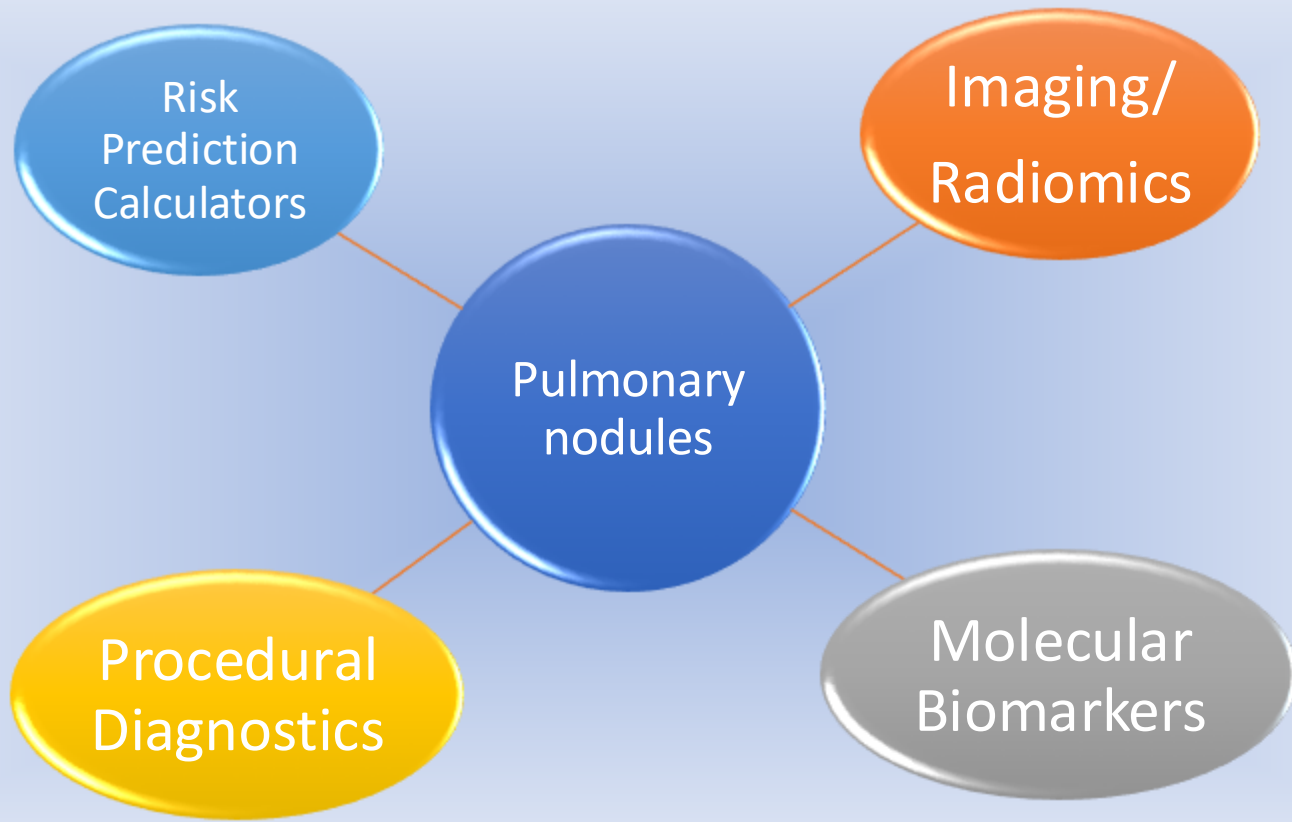 Risk
Prediction
Calculators
Imaging/
Radiomics
Pulmonary
nodules
Procedural
Diagnostics
Molecular
Biomarkers